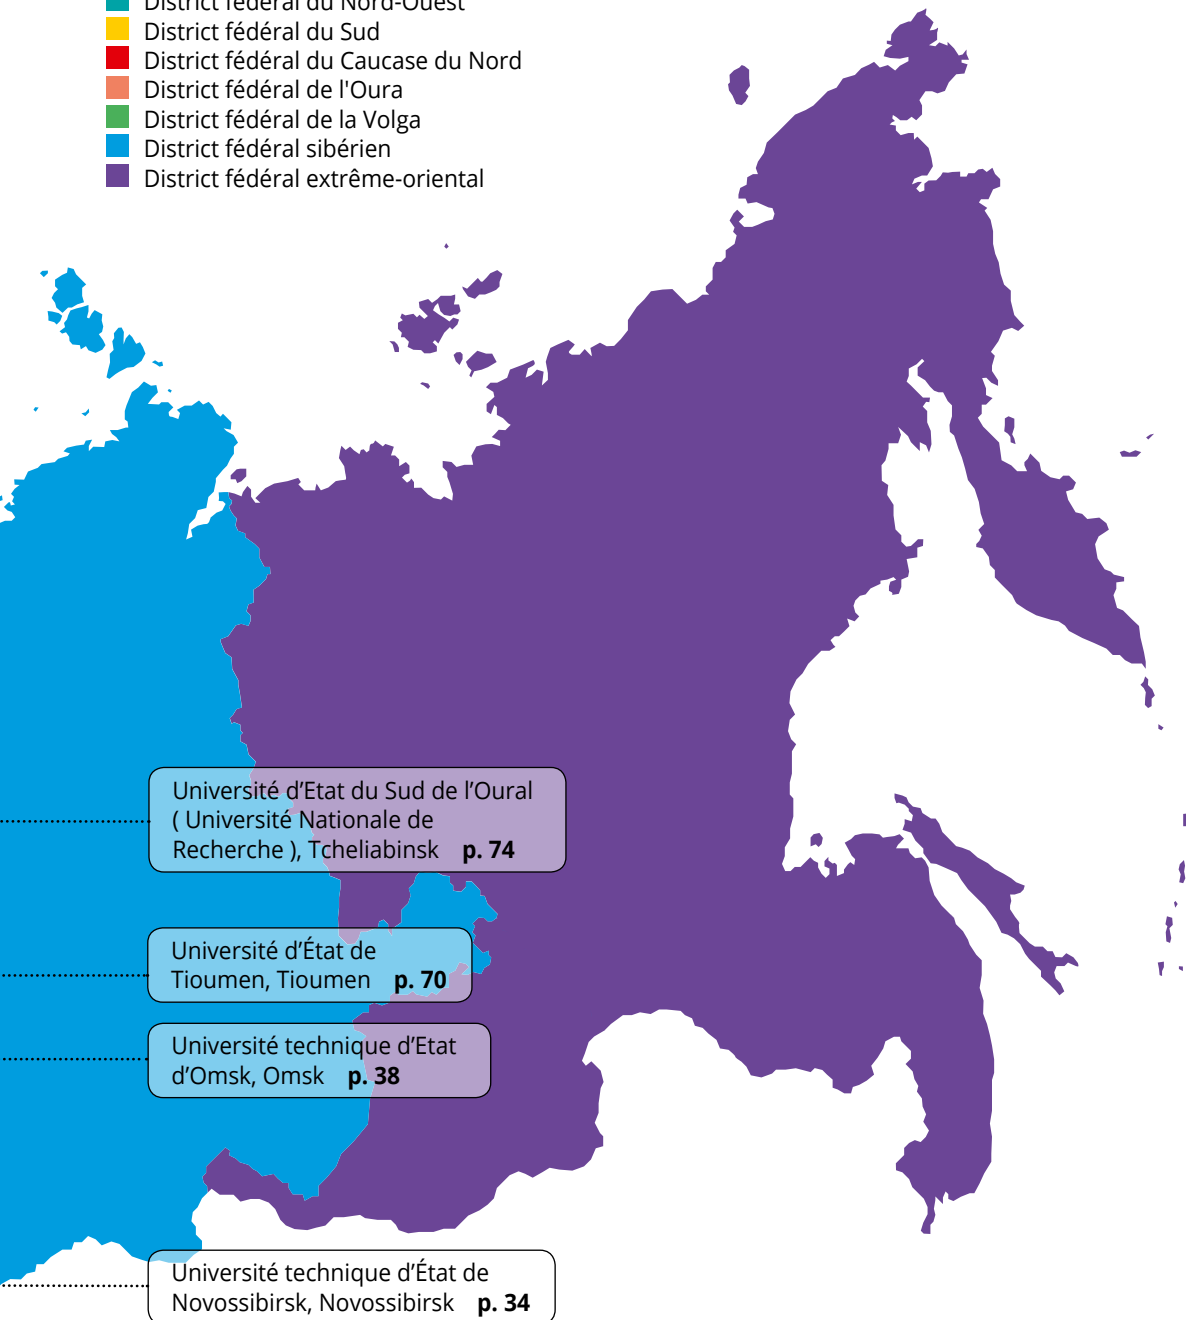 District fédéral du Nord-Ouest
District fédéral du Sud
District fédéral du Caucase du Nord
District fédéral de l'Oura
District fédéral de la Volga
District fédéral sibérien
District fédéral extrême-oriental
Université d’Etat du Sud de l’Oural
( Université Nationale de
Recherche ), Tcheliabinsk p. 74
Université d’État de
Tioumen, Tioumen p. 70
Université technique d’Etat
d’Omsk, Omsk p. 38
Université technique d’État de
Novossibirsk, Novossibirsk p. 34